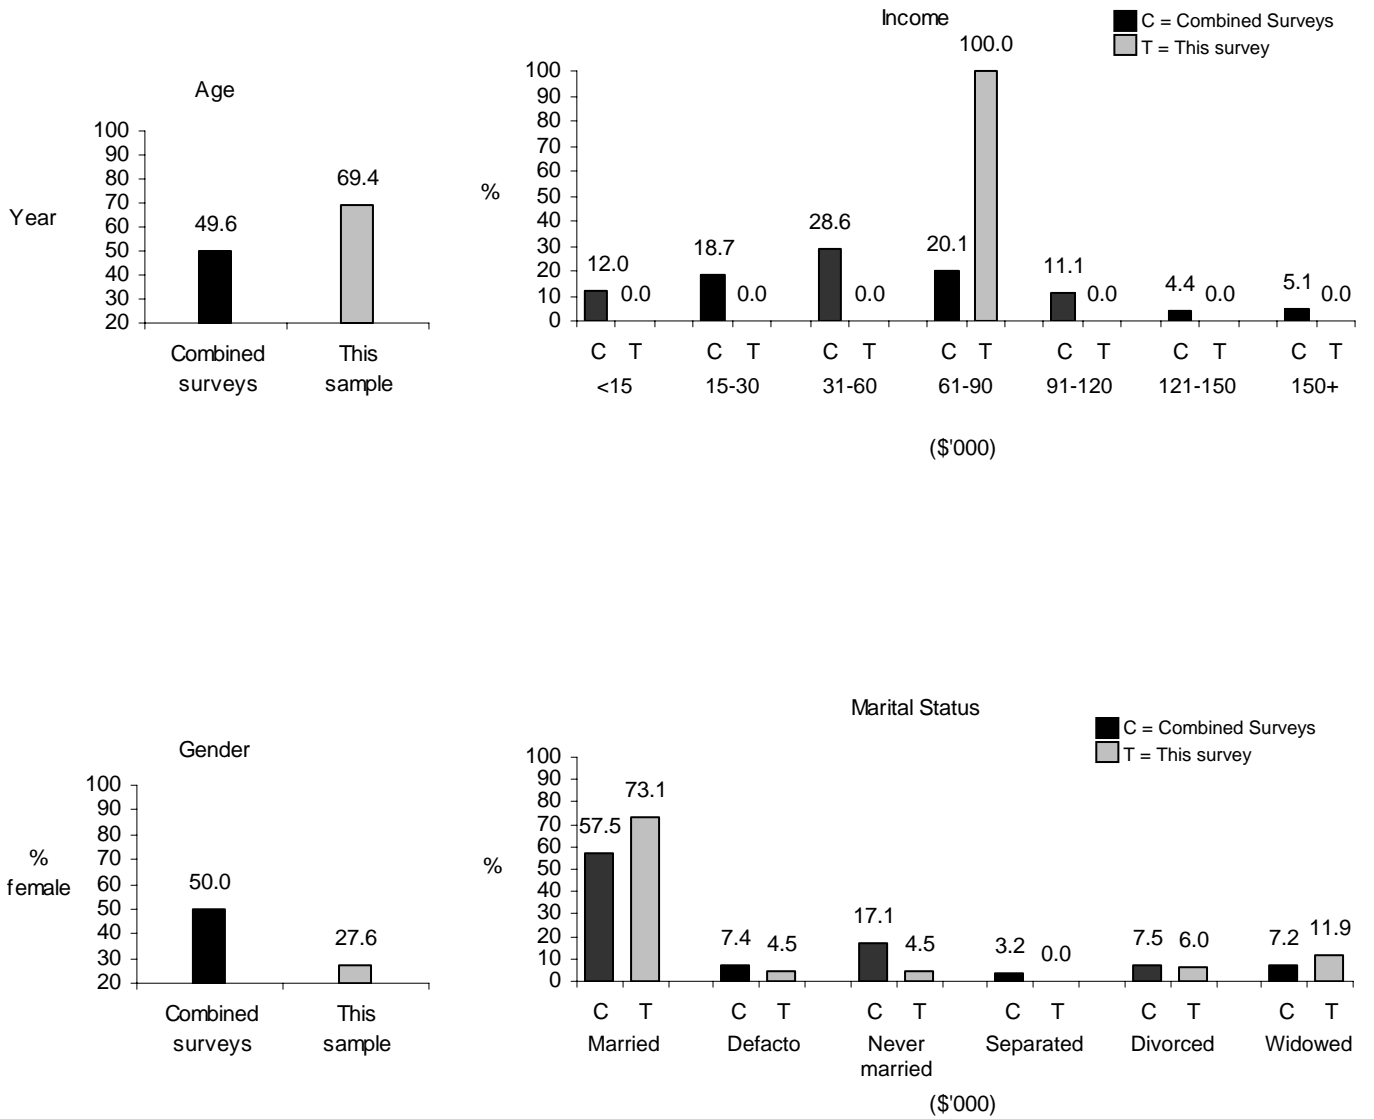 Age
100
90
80
70
60
50
40
30
20
Year
49.6
69.4
Combined surveys
This sample
Income
C = Combined Surveys
T = This survey
100
90
80
70
60
50
40
30
20
10
0
%
12.0 0.0 18.7 0.0 28.6 0.0 20.1 100.0 11.1 0.0 4.4 0.0 5.1 0.0
C T C T C T C T C T C T C T
<15 15-30 31-60 61-90 91-120 121-150 150+
($'000)
Gender
100
90
80
70
60
50
40
30
20
%
female
50.0
27.6
Combined surveys
This sample
Marital Status
C = Combined Surveys
T = This survey
100
90
80
70
60
50
40
30
20
10
0
%
57.5 73.1 7.4 4.5 17.1 4.5 3.2 0.0 7.5 6.0 7.2 11.9
C T C T C T C T C T C T
Married Defacto Never married Separated Divorced Widowed
($'000)